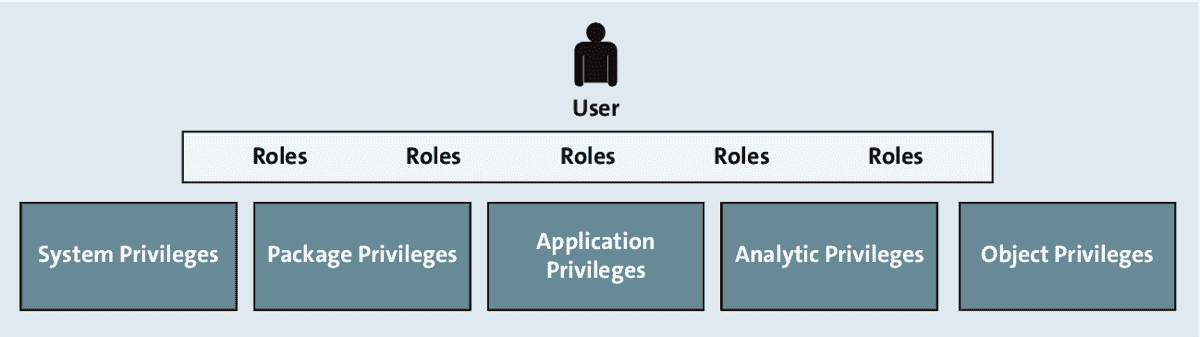 User
Roles Roles Roles Roles Roles
System Privileges
Package Privileges
Application
Privileges
Analytic Privileges
Object Privileges